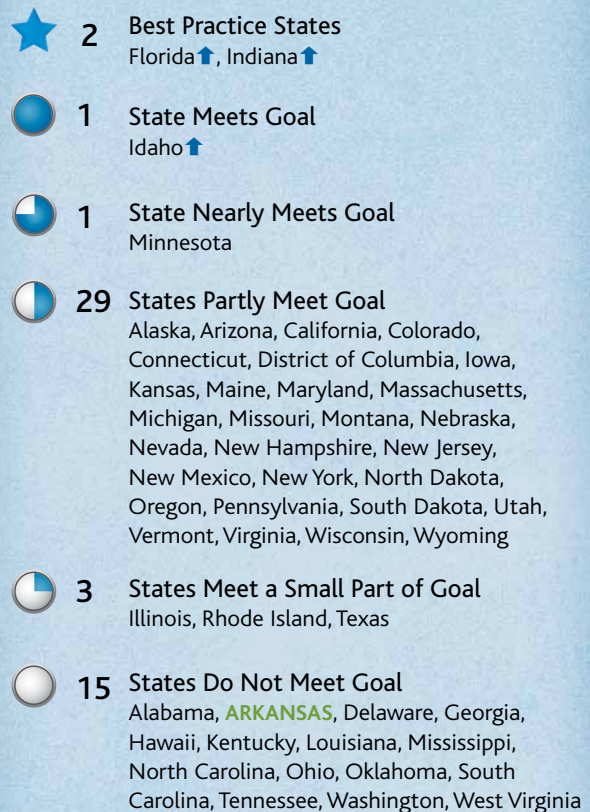 2 Best Practice States
Florida⬆, Indiana⬆
1 State Meets Goal
Idaho⬆
1 State Nearly Meets Goal
Minnesota
29 States Partly Meet Goal
Alaska, Arizona, California, Colorado,
Connecticut, District of Columbia, Iowa,
Kansas, Maine, Maryland, Massachusetts,
Michigan, Missouri, Montana, Nebraska,
Nevada, New Hampshire, New Jersey,
New Mexico, New York, North Dakota,
Oregon, Pennsylvania, South Dakota, Utah,
Vermont, Virginia, Wisconsin, Wyoming
3 States Meet a Small Part of Goal
Illinois, Rhode Island, Texas
15 States Do Not Meet Goal
Alabama, ARKANSAS, Delaware, Georgia,
Hawaii, Kentucky, Louisiana, Mississippi,
North Carolina, Ohio, Oklahoma, South
Carolina, Tennessee, Washington, West Virginia